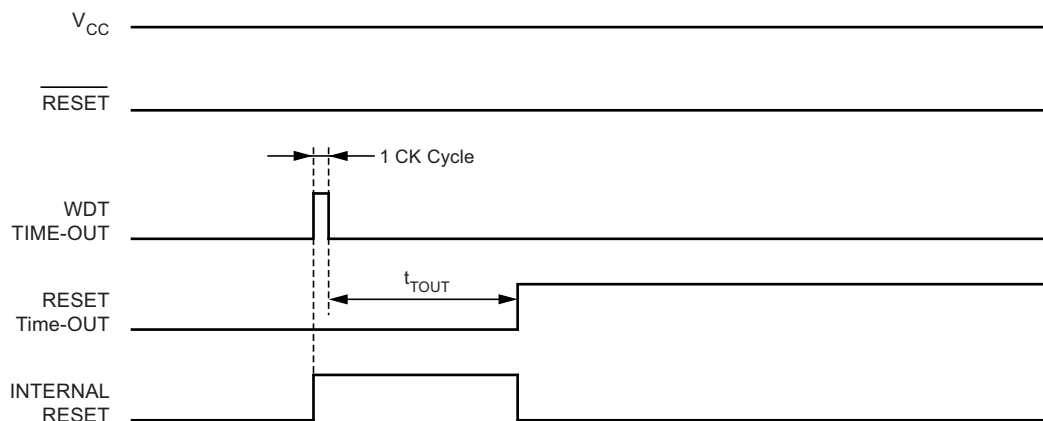 VCC
RESET
1 CK Cycle
WDT
TIME-OUT
tTOUT
RESET
Time-OUT
INTERNAL
RESET